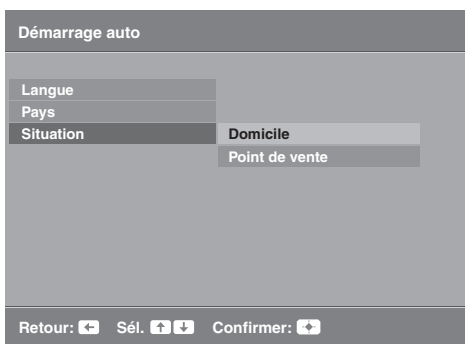 Démarrage auto
Langue
Pays
Situation Domicile
Point de vente
Retour: Sél. Confirmer: